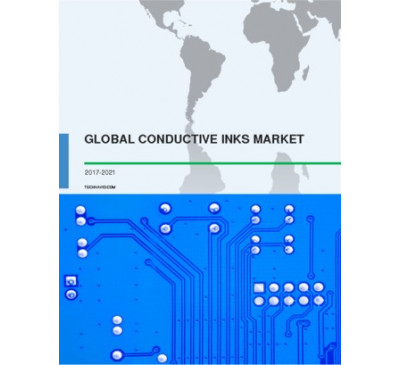 GLOBAL CONDUCTIVE INKS MARKET
2017-2021
TECHNAVIO.COM